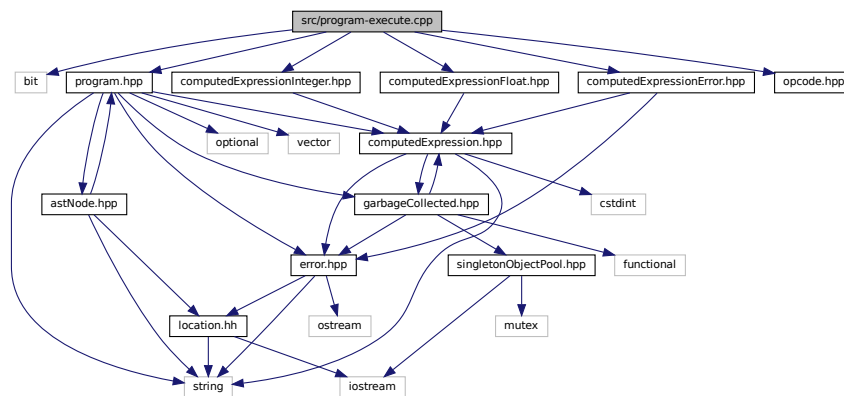 src/program-execute.cpp
bit
program.hpp
computedExpressionInteger.hpp
computedExpressionFloat.hpp
computedExpressionError.hpp
opcode.hpp
optional
vector
computedExpression.hpp
astNode.hpp
garbageCollected.hpp
cstdint
error.hpp
singletonObjectPool.hpp
functional
location.hh
ostream
mutex
string
iostream